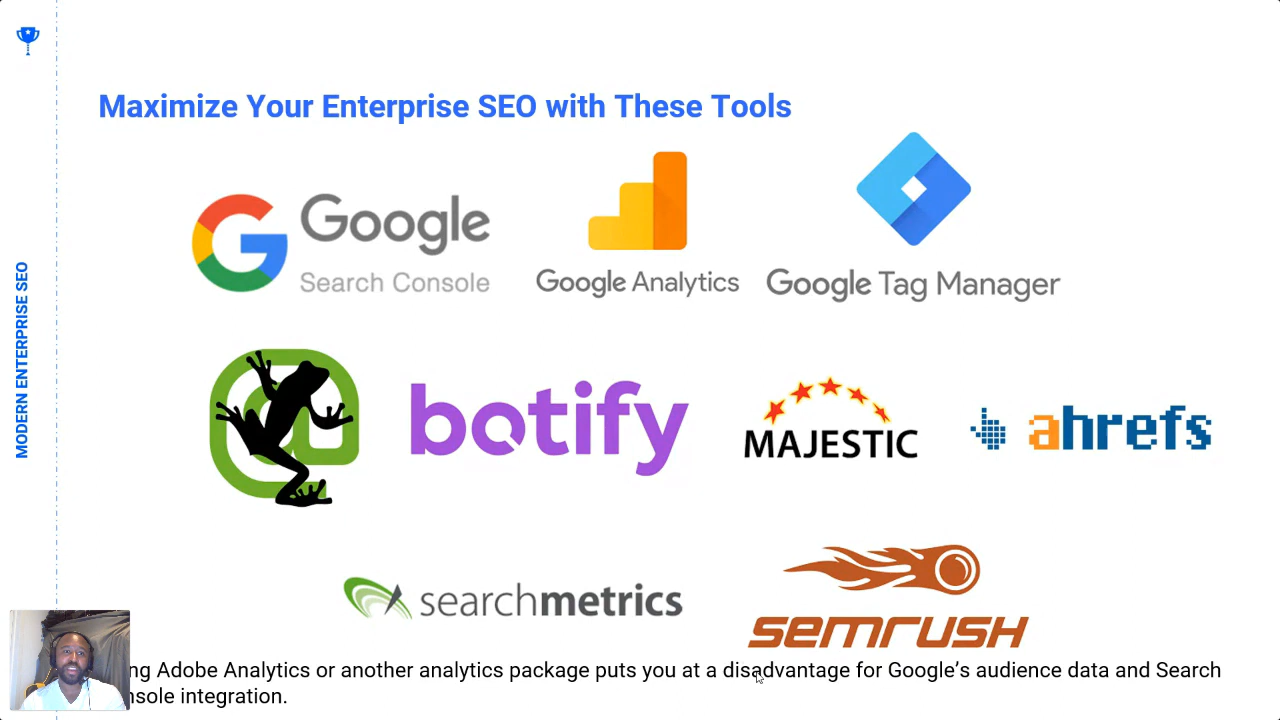 Maximize Your Enterprise SEO with These Tools
Google
Search Console
Google Analytics
Google Tag Manager
botify
MAJESTIC
ahrefs
searchmetrics
semrush
Adobe Analytics or another analytics package puts you at a disadvantage for Google’s audience data and Search
integration.
MODERN ENTERPRISE SEO